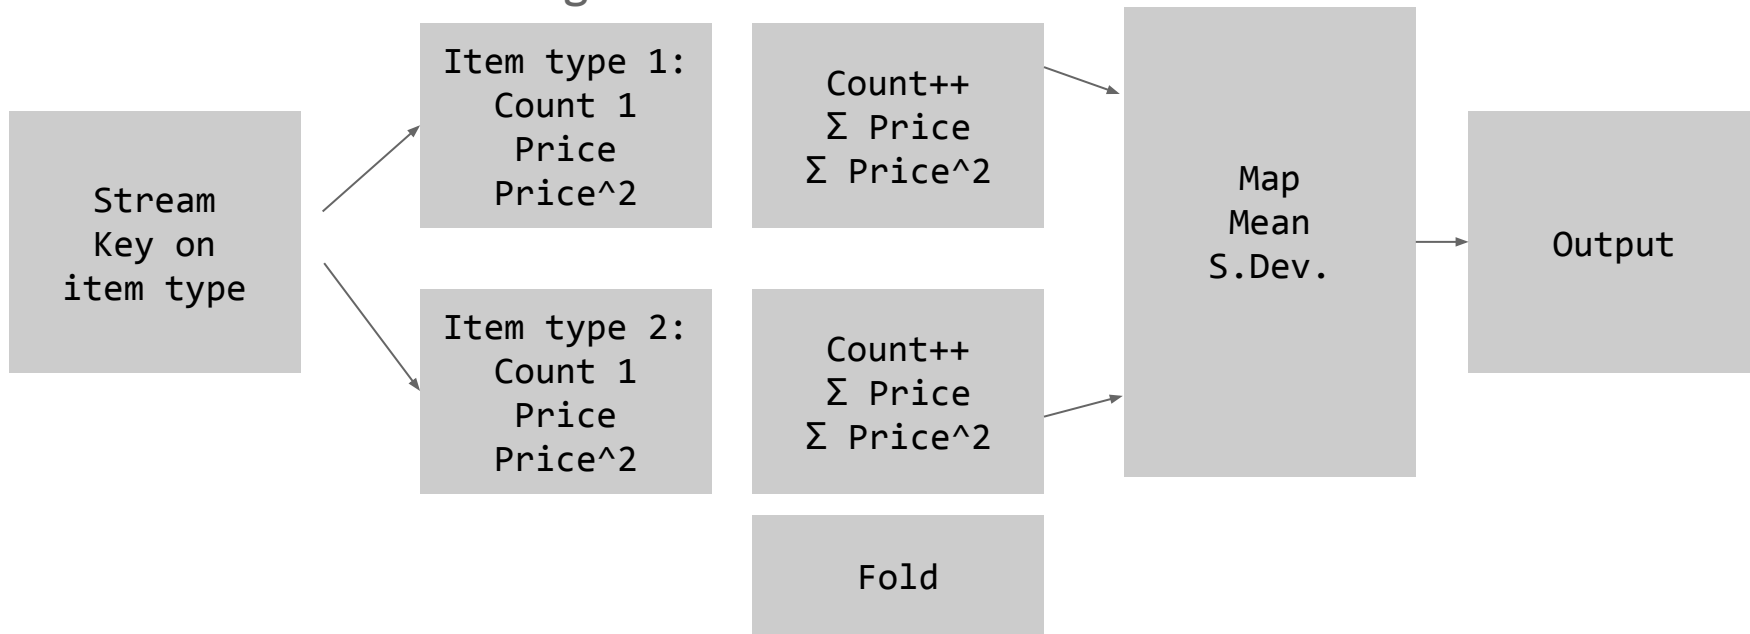 Stream
Key on
item type
Item type 1:
Count 1
Price
Price^2
Item type 2:
Count 1
Price
Price^2
Count++
Σ Price
Σ Price^2
Count++
Σ Price
Σ Price^2
Fold
Map
Mean
S.Dev.
Output